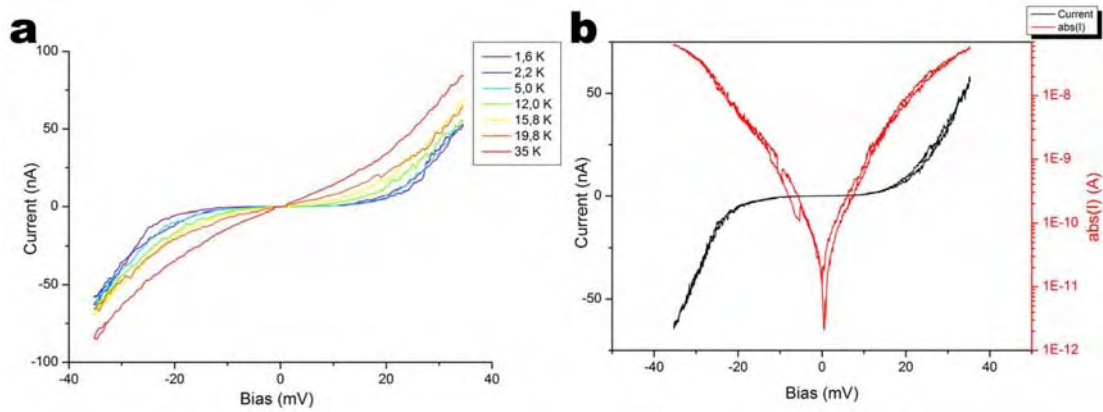 a
100
50
0
-50
-100
Current (nA)
-40
-20
0
20
40
Bias (mV)
1,6 K
2,2 K
5,0 K
12,0 K
15,8 K
19,8 K
35 K
b
Current
abs(I)
50
0
-50
Current (nA)
-40
-20
0
20
40
Bias (mV)
1E-8
1E-9
1E-10
1E-11
1E-12
abs(I) (A)